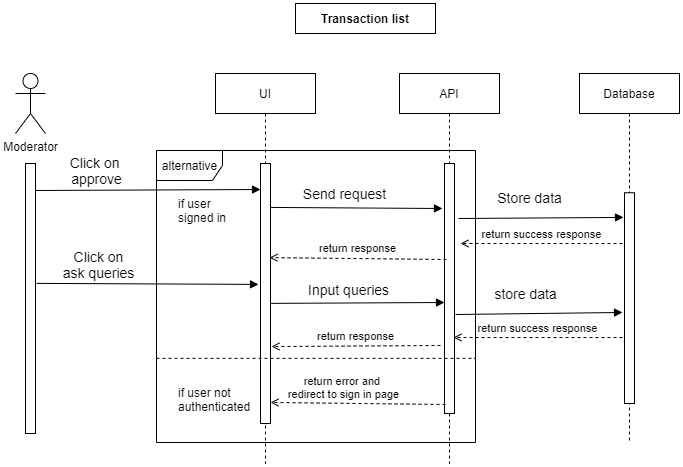 Transaction list
UI
API
Database
Moderator
Click on
approve
alternative
if user
signed in
Send request
Store data
return success response
return response
Click on
ask queries
Input queries
store data
return success response
return response
if user not
authenticated
return error and
redirect to sign in page